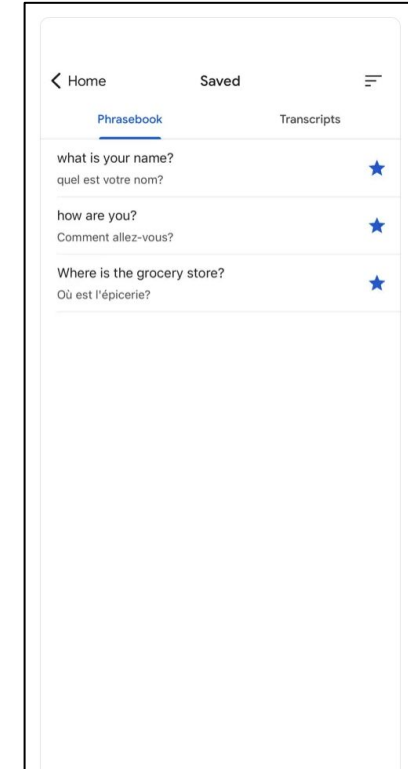 Home Saved
Phrasebook Transcripts
what is your name?
quel est votre nom?
how are you?
Comment allez-vous?
Where is the grocery store?
Où est l'épicerie?